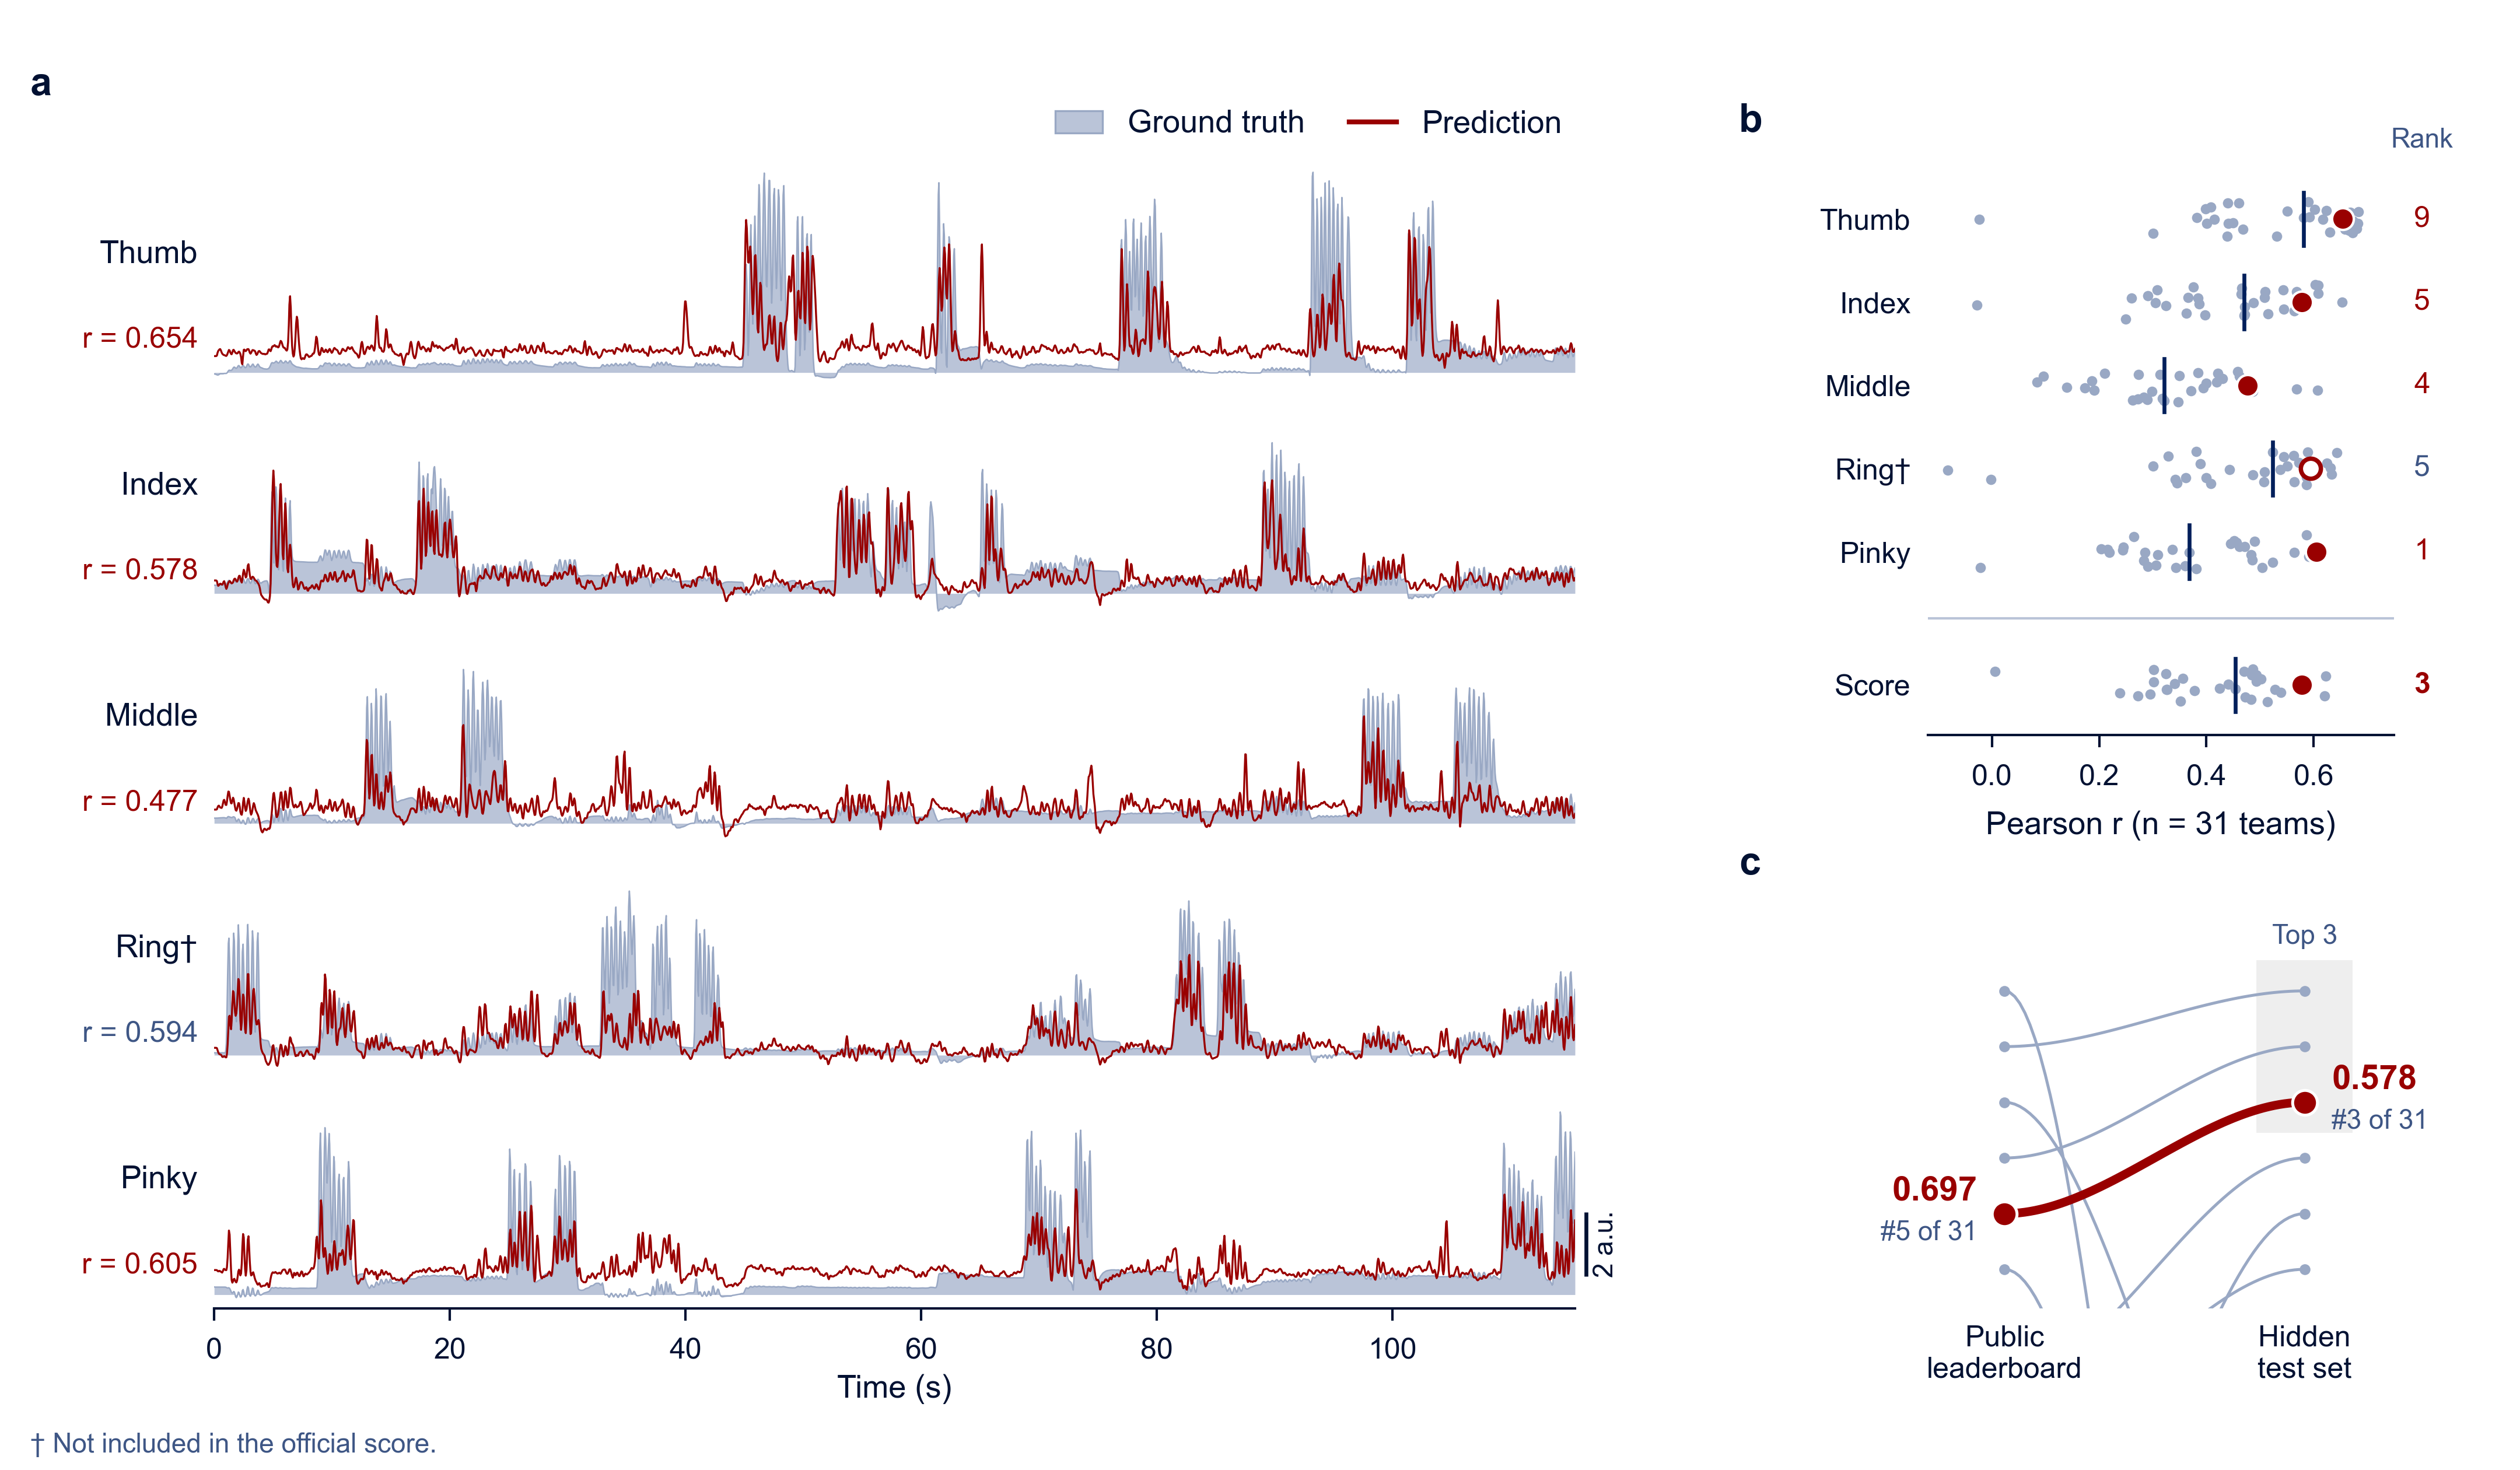 a
Ground truth
Prediction
Thumb
r = 0.654
Index
r = 0.578
Middle
r = 0.477
Ring†
r = 0.594
Pinky
r = 0.605
2 a.u.
0 20 40 60 80 100
Time (s)
† Not included in the official score.
b
Rank
Thumb 9
Index 5
Middle 4
Ring† 5
Pinky 1
Score 3
0.0 0.2 0.4 0.6
Pearson r (n = 31 teams)
c
Top 3
0.578
#3 of 31
0.697
#5 of 31
Public
leaderboard
Hidden
test set